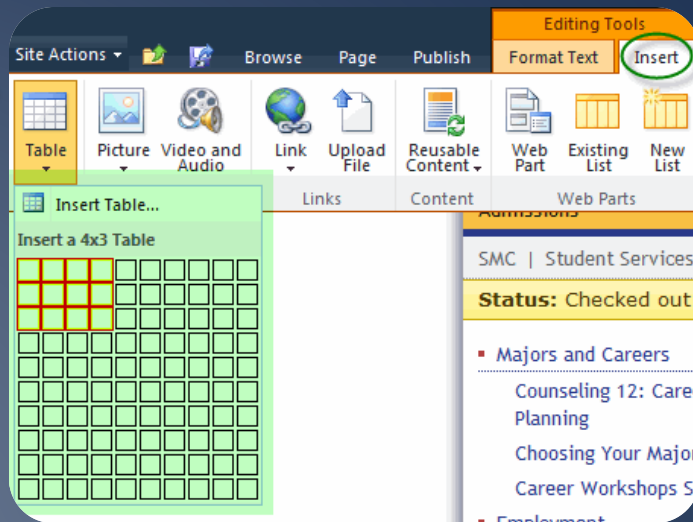 Editing Tools
Site Actions Browse Page Publish Format Text Insert
Table Picture Video and Audio Link Upload File Reusable Content Web Part Existing List New List
Links Content Web Parts
Insert Table...
Insert a 4x3 Table
Admissions
SMC | Student Services
Status: Checked out
Majors and Careers
Counseling 12:
Planning
Choosing Your
Career Workshops
Employment